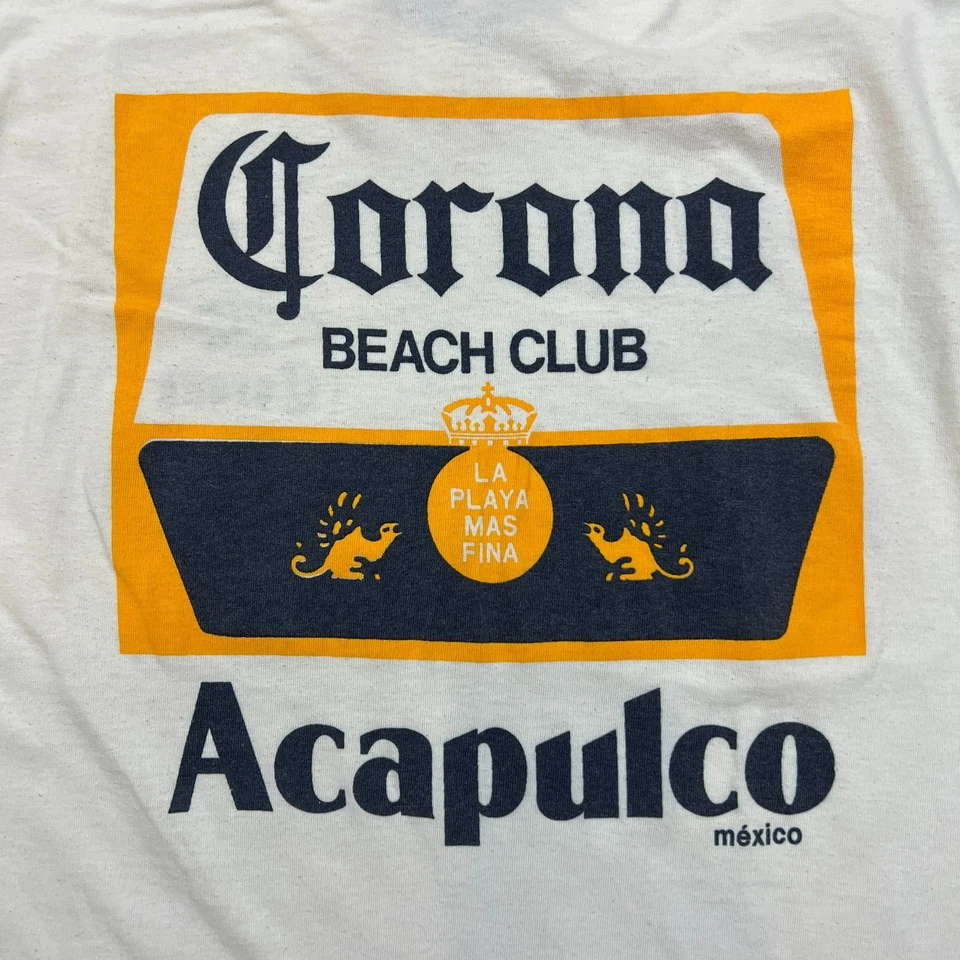 Corona
BEACH CLUB
LA
PLAYA
MAS
FINA
Acapulco
méxico